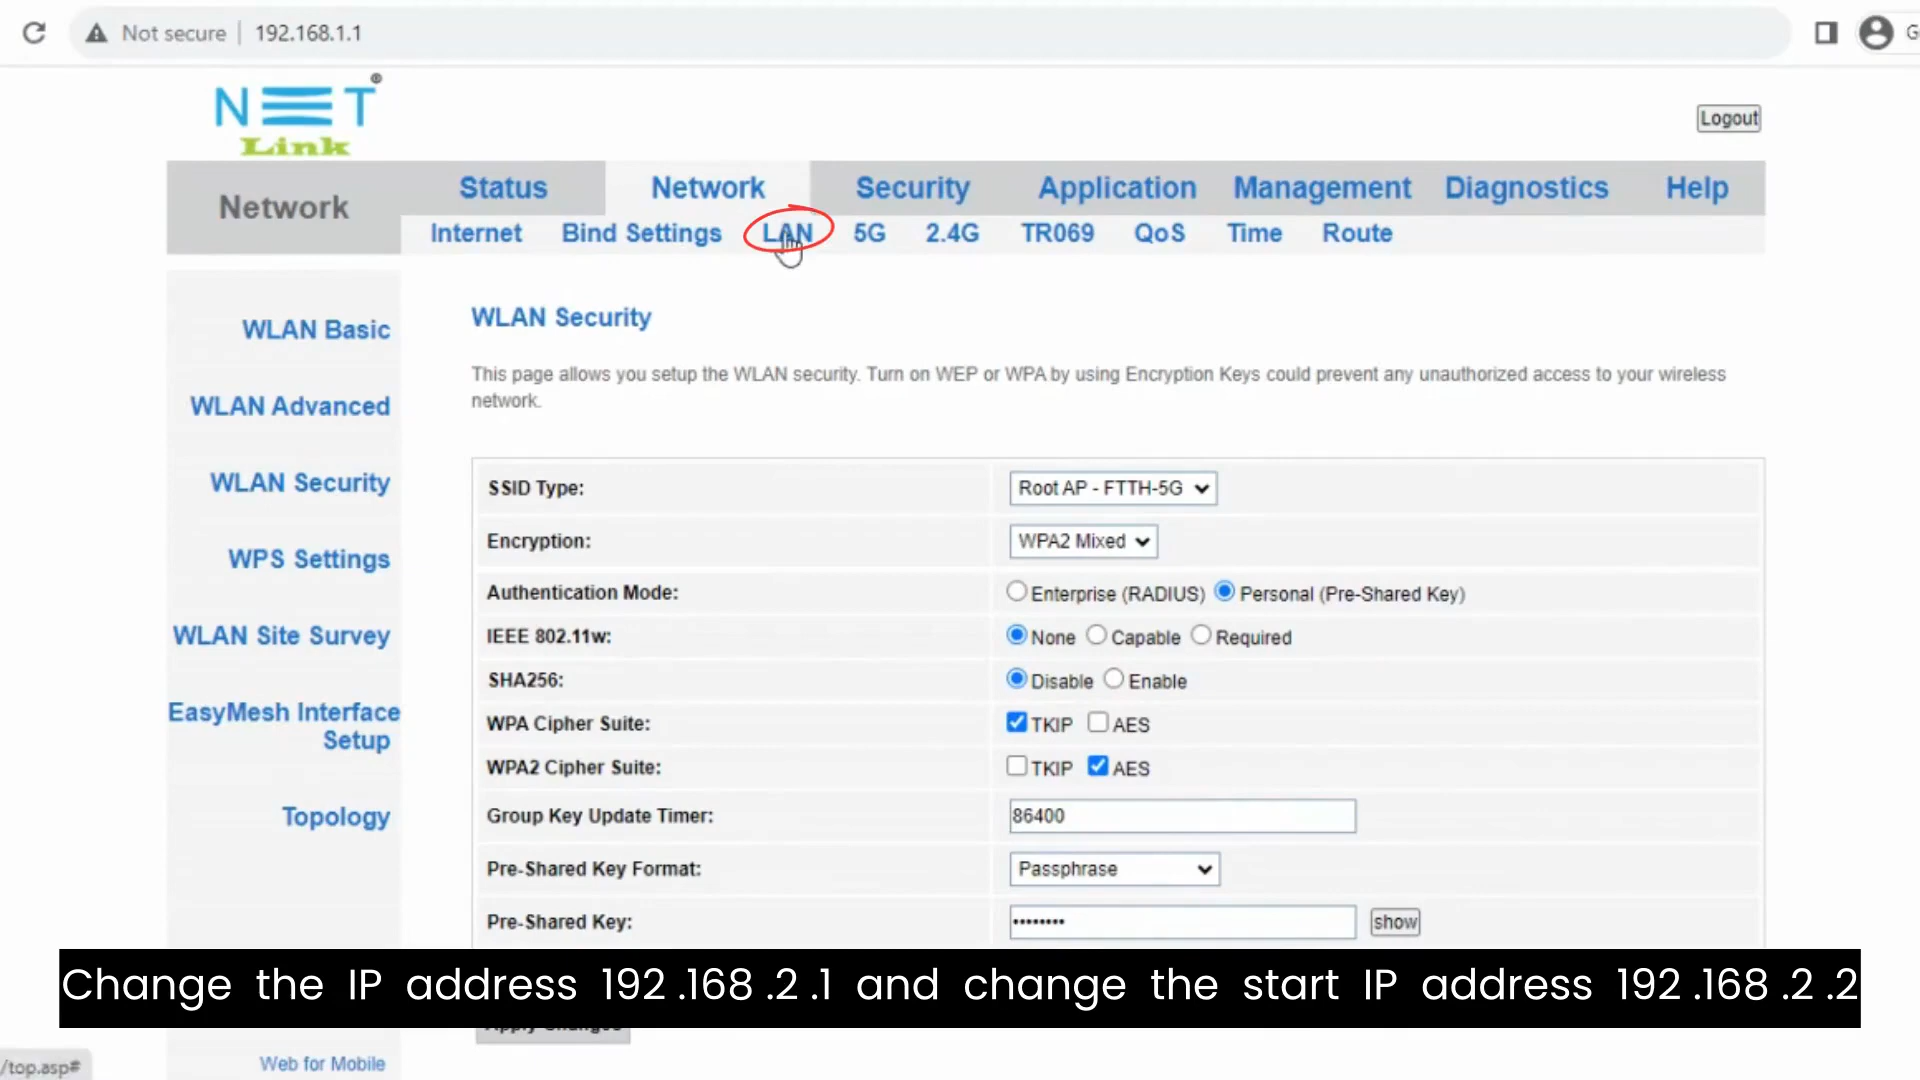 Not secure | 192.168.1.1
G
NET®
Link
Logout
Network
Status Network Security Application Management Diagnostics Help
Internet Bind Settings LAN 5G 2.4G TR069 QoS Time Route
WLAN Basic
WLAN Advanced
WLAN Security
WPS Settings
WLAN Site Survey
EasyMesh Interface
Setup
Topology
Web for Mobile
WLAN Security
This page allows you setup the WLAN security. Turn on WEP or WPA by using Encryption Keys could prevent any unauthorized access to your wireless
network.
SSID Type: Root AP - FTTH-5G
Encryption: WPA2 Mixed
Authentication Mode: Enterprise (RADIUS) Personal (Pre-Shared Key)
IEEE 802.11w: None Capable Required
SHA256: Disable Enable
WPA Cipher Suite: TKIP AES
WPA2 Cipher Suite: TKIP AES
Group Key Update Timer: 86400
Pre-Shared Key Format: Passphrase
Pre-Shared Key: •••••••• show
Change the IP address 192 .168 .2 .1 and change the start IP address 192 .168 .2 .2
Apply Changes
/top.asp#